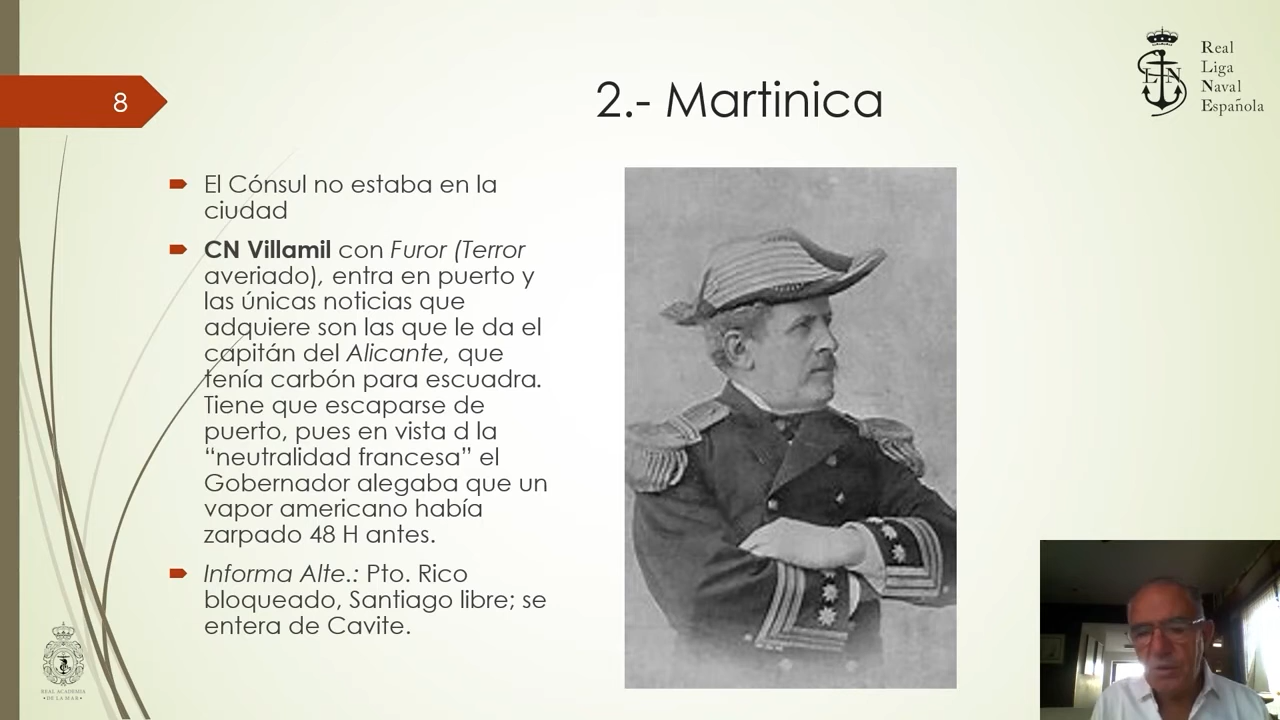 8
2.- Martinica
Real
Liga
Naval
Española
L N
El Cónsul no estaba en la
ciudad
CN Villamil con Furor (Terror
averiado), entra en puerto y
las únicas noticias que
adquiere son las que le da el
capitán del Alicante, que
tenía carbón para escuadra.
Tiene que escaparse de
puerto, pues en vista d la
“neutralidad francesa” el
Gobernador alegaba que un
vapor americano había
zarpado 48 H antes.
Informa Alte.: Pto. Rico
bloqueado, Santiago libre; se
entera de Cavite.
REAL ACADEMIA
•DE LA MAR•